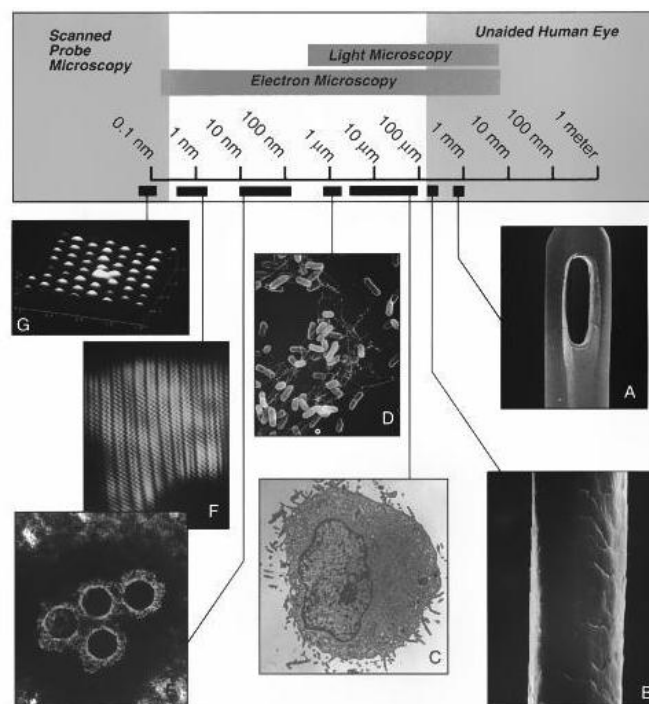 Scanned
Probe
Microscopy
Unaided Human Eye
Light Microscopy
Electron Microscopy
0.1 nm
1 nm
10 nm
100 nm
1 µm
10 µm
100 µm
1 mm
10 mm
100 mm
1 meter
G
D
A
F
E
C
B